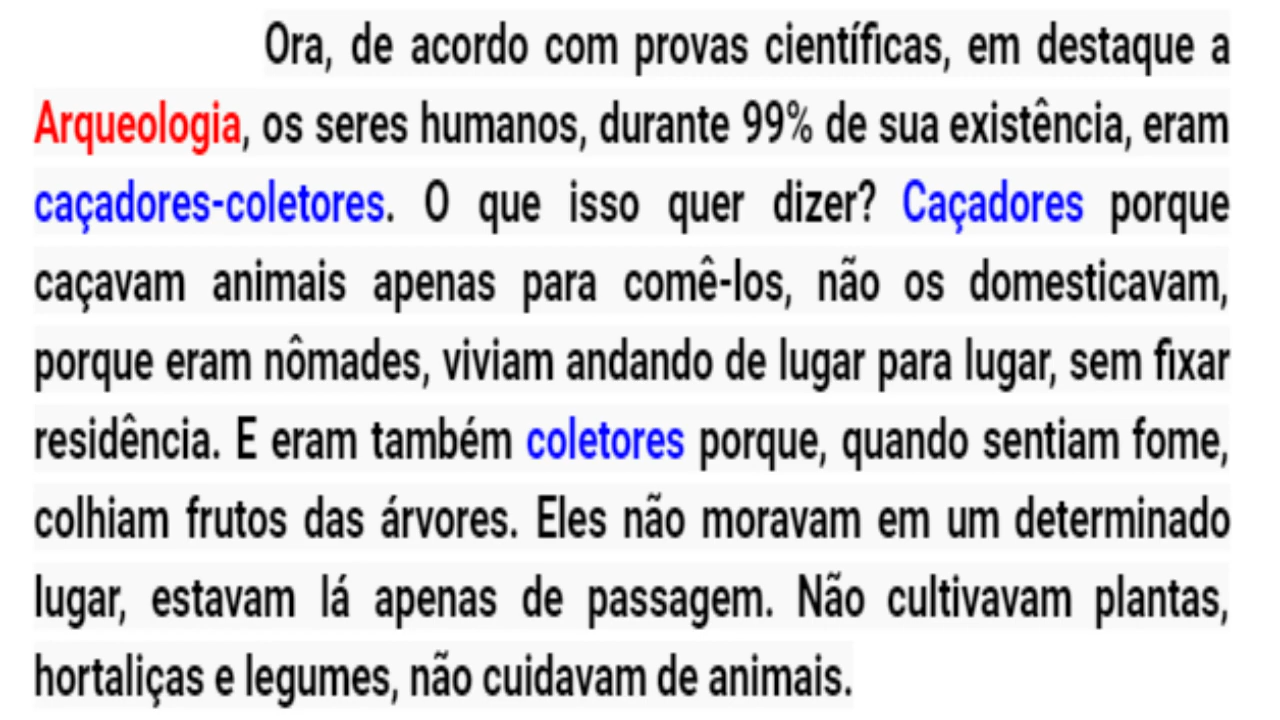 Ora, de acordo com provas científicas, em destaque a
Arqueologia, os seres humanos, durante 99% de sua existência, eram
caçadores-coletores. O que isso quer dizer? Caçadores porque
caçavam animais apenas para comê-los, não os domesticavam,
porque eram nômades, viviam andando de lugar para lugar, sem fixar
residência. E eram também coletores porque, quando sentiam fome,
colhiam frutos das árvores. Eles não moravam em um determinado
lugar, estavam lá apenas de passagem. Não cultivavam plantas,
hortaliças e legumes, não cuidavam de animais.